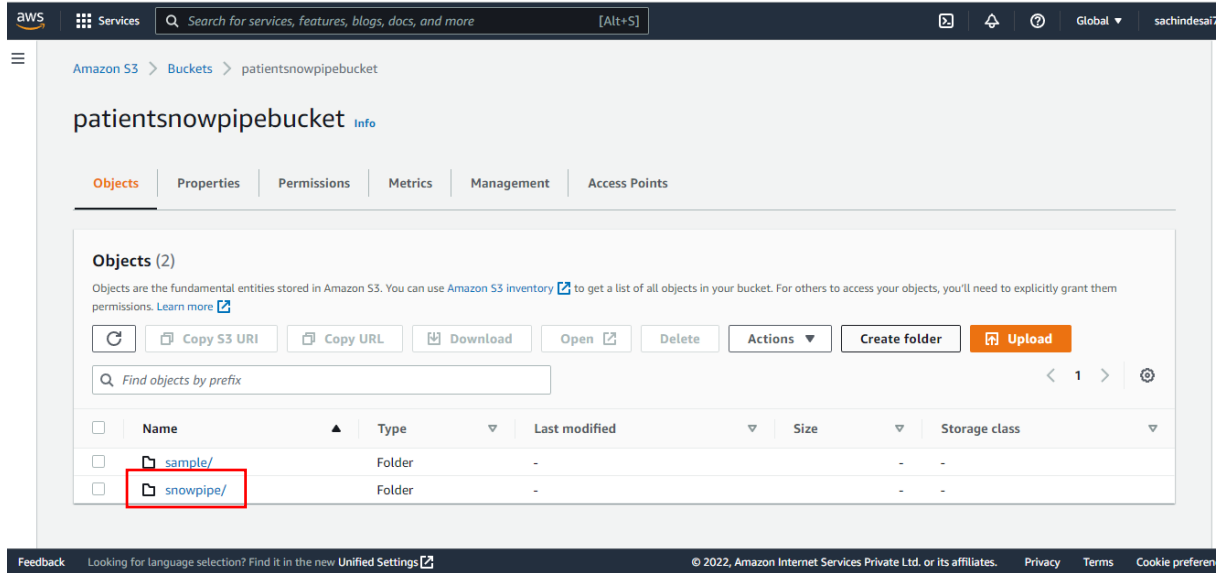 aws Services Search for services, features, blogs, docs, and more [Alt+S] Global ▼ sachindesai7
Amazon S3 > Buckets > patientsnowpipebucket
patientsnowpipebucket Info
Objects Properties Permissions Metrics Management Access Points
Objects (2)
Objects are the fundamental entities stored in Amazon S3. You can use Amazon S3 inventory to get a list of all objects in your bucket. For others to access your objects, you'll need to explicitly grant them
permissions. Learn more
Copy S3 URI Copy URL Download Open Delete Actions ▼ Create folder Upload
Find objects by prefix < 1 >
Name ▲ Type ▽ Last modified ▽ Size ▽ Storage class ▽
sample/ Folder - - -
snowpipe/ Folder - - -
Feedback Looking for language selection? Find it in the new Unified Settings © 2022, Amazon Internet Services Private Ltd. or its affiliates. Privacy Terms Cookie preferen